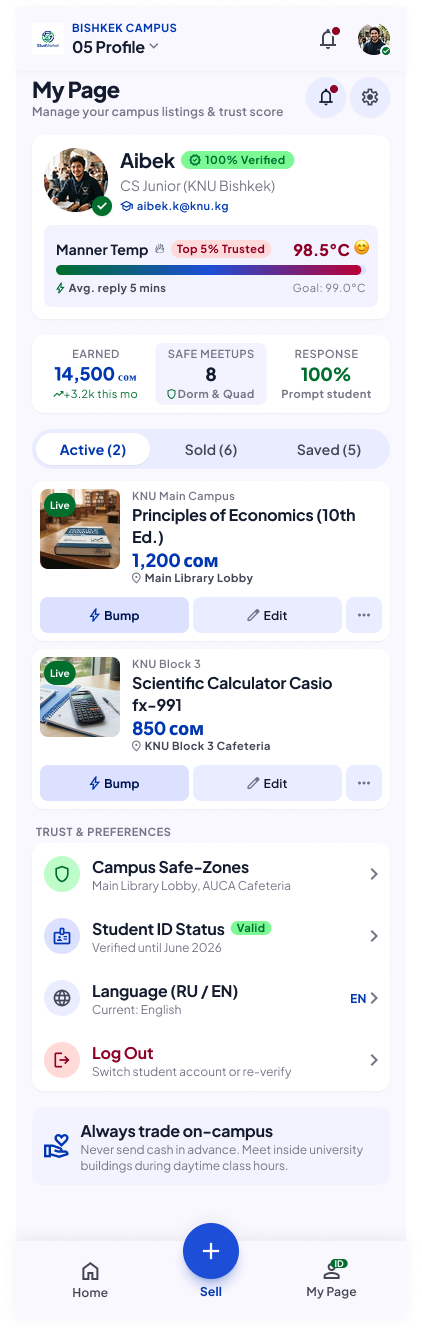 BISHKEK CAMPUS
05 Profile
My Page
Manage your campus listings & trust score
Aibek
100% Verified
CS Junior (KNU Bishkek)
aibek.k@knu.kg
Manner Temp
Top 5% Trusted
98.5°C
Avg. reply 5 mins
Goal: 99.0°C
EARNED
14,500 сом
+3.2k this mo
SAFE MEETUPS
8
Dorm & Quad
RESPONSE
100%
Prompt student
Active (2)
Sold (6)
Saved (5)
Live
KNU Main Campus
Principles of Economics (10th
Ed.)
1,200 сом
Main Library Lobby
Bump
Edit
Live
KNU Block 3
Scientific Calculator Casio
fx-991
850 сом
KNU Block 3 Cafeteria
Bump
Edit
TRUST & PREFERENCES
Campus Safe-Zones
Main Library Lobby, AUCA Cafeteria
Student ID Status
Valid
Verified until June 2026
Language (RU / EN)
Current: English
EN
Log Out
Switch student account or re-verify
Always trade on-campus
Never send cash in advance. Meet inside university
buildings during daytime class hours.
Home
Sell
ID
My Page